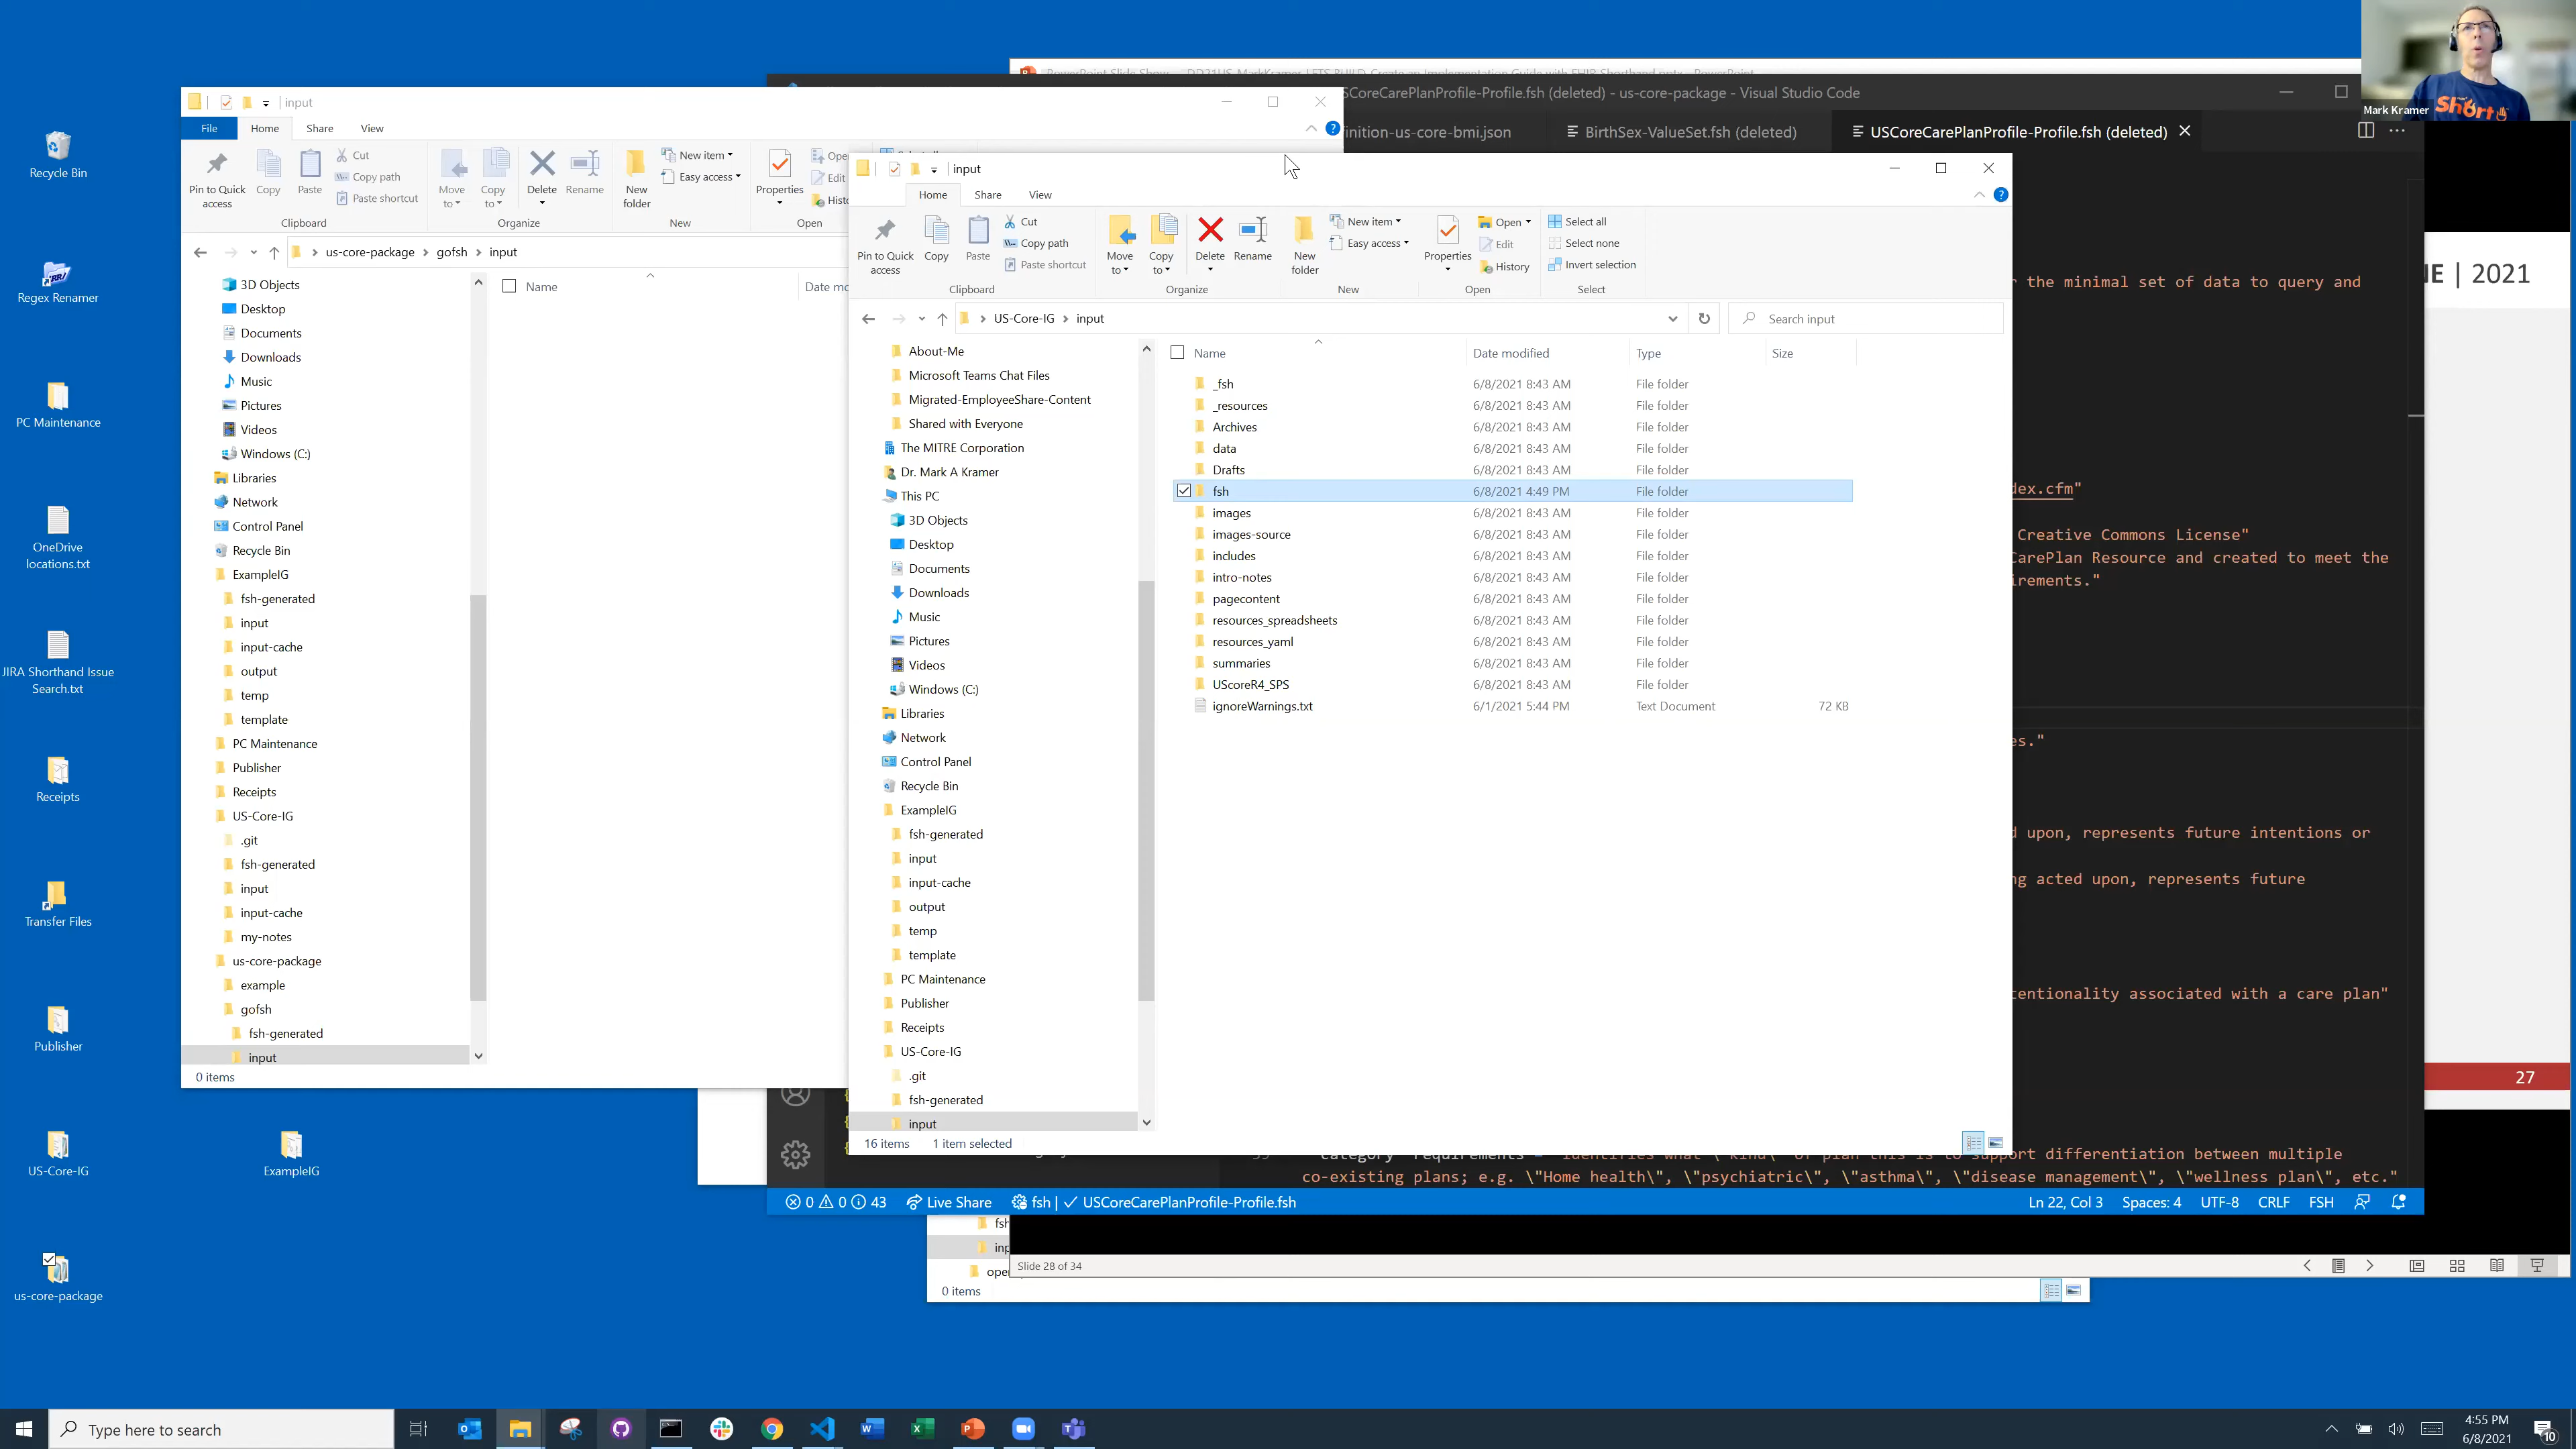 Recycle Bin
Regex Renamer
PC Maintenance
OneDrive
locations.txt
JIRA Shorthand Issue
Search.txt
Receipts
Transfer Files
Publisher
US-Core-IG
ExampleIG
us-core-package
input
File
Home
Share
View
Pin to Quick
access
Copy
Paste
Cut
Copy path
Paste shortcut
Clipboard
Move
to
Copy
to
Delete
Rename
Organize
New
folder
New item
Easy access
New
Properties
Open
Edit
Open
us-core-package > gofsh > input
Name
3D Objects
Desktop
Documents
Downloads
Music
Pictures
Videos
Windows (C:)
Libraries
Network
Control Panel
Recycle Bin
ExampleIG
fsh-generated
input
input-cache
output
temp
template
PC Maintenance
Publisher
Receipts
US-Core-IG
.git
fsh-generated
input
input-cache
my-notes
us-core-package
example
gofsh
fsh-generated
input
0 items
input
Home
Share
View
Pin to Quick
access
Copy
Paste
Cut
Copy path
Paste shortcut
Clipboard
Move
to
Copy
to
Delete
Rename
Organize
New
folder
New item
Easy access
New
Properties
Open
Edit
History
Open
Select all
Select none
Invert selection
Select
US-Core-IG > input
Search input
About-Me
Microsoft Teams Chat Files
Migrated-EmployeeShare-Content
Shared with Everyone
The MITRE Corporation
Dr. Mark A Kramer
This PC
3D Objects
Desktop
Documents
Downloads
Music
Pictures
Videos
Windows (C:)
Libraries
Network
Control Panel
Recycle Bin
ExampleIG
fsh-generated
input
input-cache
output
temp
template
PC Maintenance
Publisher
Receipts
US-Core-IG
.git
fsh-generated
input
Name Date modified Type Size
_fsh 6/8/2021 8:43 AM File folder
_resources 6/8/2021 8:43 AM File folder
Archives 6/8/2021 8:43 AM File folder
data 6/8/2021 8:43 AM File folder
Drafts 6/8/2021 8:43 AM File folder
fsh 6/8/2021 4:49 PM File folder
images 6/8/2021 8:43 AM File folder
images-source 6/8/2021 8:43 AM File folder
includes 6/8/2021 8:43 AM File folder
intro-notes 6/8/2021 8:43 AM File folder
pagecontent 6/8/2021 8:43 AM File folder
resources_spreadsheets 6/8/2021 8:43 AM File folder
resources_yaml 6/8/2021 8:43 AM File folder
summaries 6/8/2021 8:43 AM File folder
UScoreR4_SPS 6/8/2021 8:43 AM File folder
ignoreWarnings.txt 6/1/2021 5:44 PM Text Document 72 KB
16 items 1 item selected
SCoreCarePlanProfile-Profile.fsh (deleted) - us-core-package - Visual Studio Code
inition-us-core-bmi.json
BirthSex-ValueSet.fsh (deleted)
USCoreCarePlanProfile-Profile.fsh (deleted)
the minimal set of data to query and
dex.cfm"
Creative Commons License"
CarePlan Resource and created to meet the
irements."
es."
d upon, represents future intentions or
ng acted upon, represents future
tentionality associated with a care plan"
support differentiation between multiple
co-existing plans; e.g. \"Home health\", \"psychiatric\", \"asthma\", \"disease management\", \"wellness plan\", etc."
0 0 43 Live Share fsh | ✓ USCoreCarePlanProfile-Profile.fsh
Ln 22, Col 3 Spaces: 4 UTF-8 CRLF FSH
NE | 2021
27
Slide 28 of 34
0 items
Mark Kramer
Type here to search
4:55 PM
6/8/2021
10